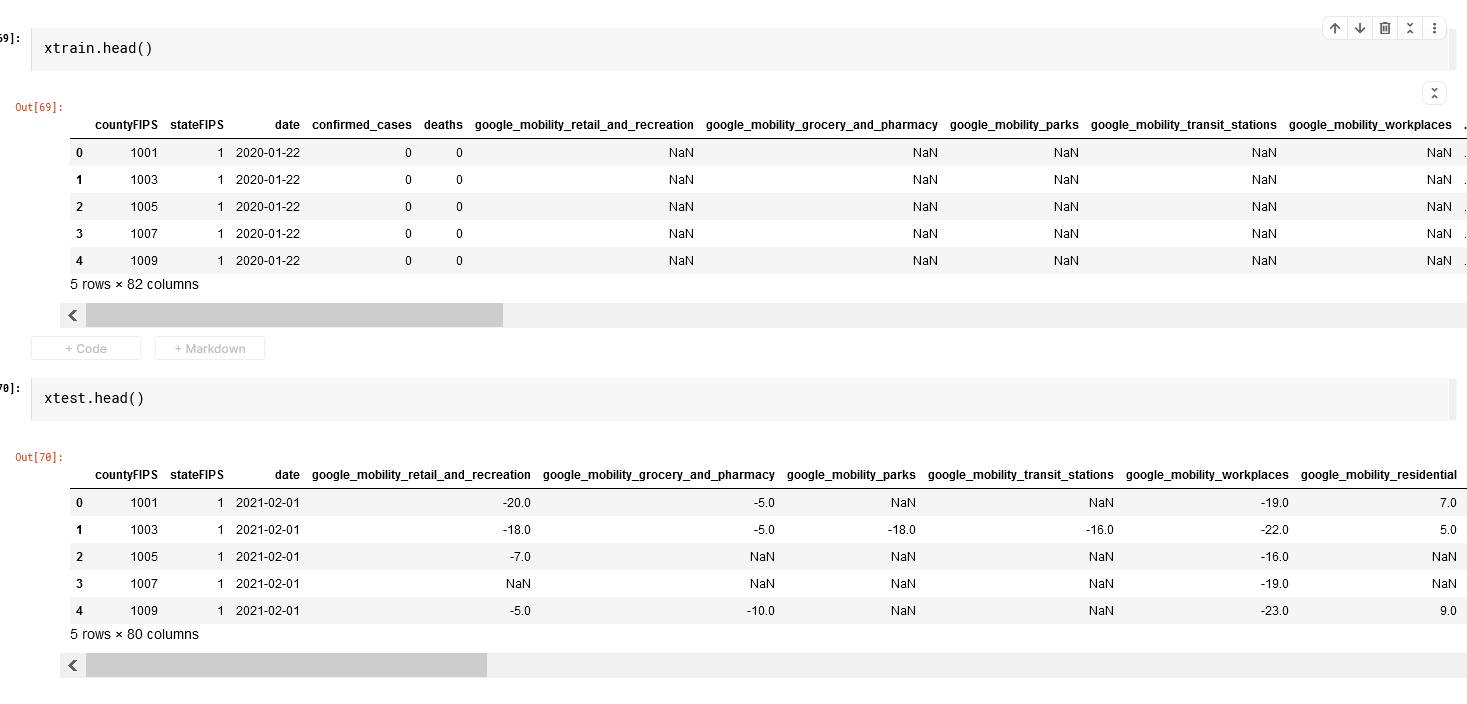 69]:
xtrain.head()
Out[69]:
countyFIPS stateFIPS date confirmed_cases deaths google_mobility_retail_and_recreation google_mobility_grocery_and_pharmacy google_mobility_parks google_mobility_transit_stations google_mobility_workplaces .
0 1001 1 2020-01-22 0 0 NaN NaN NaN NaN NaN .
1 1003 1 2020-01-22 0 0 NaN NaN NaN NaN NaN .
2 1005 1 2020-01-22 0 0 NaN NaN NaN NaN NaN .
3 1007 1 2020-01-22 0 0 NaN NaN NaN NaN NaN .
4 1009 1 2020-01-22 0 0 NaN NaN NaN NaN NaN .
5 rows × 82 columns
+ Code + Markdown
70]:
xtest.head()
Out[70]:
countyFIPS stateFIPS date google_mobility_retail_and_recreation google_mobility_grocery_and_pharmacy google_mobility_parks google_mobility_transit_stations google_mobility_workplaces google_mobility_residential
0 1001 1 2021-02-01 -20.0 -5.0 NaN NaN -19.0 7.0
1 1003 1 2021-02-01 -18.0 -5.0 -18.0 -16.0 -22.0 5.0
2 1005 1 2021-02-01 -7.0 NaN NaN NaN -16.0 NaN
3 1007 1 2021-02-01 NaN NaN NaN NaN -19.0 NaN
4 1009 1 2021-02-01 -5.0 -10.0 NaN NaN -23.0 9.0
5 rows × 80 columns